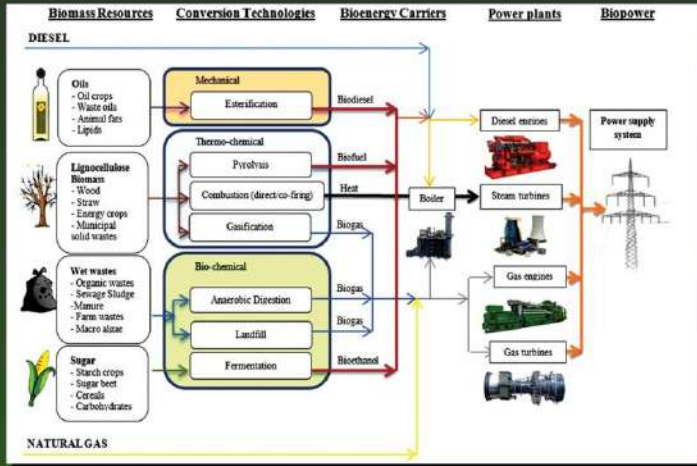 Biomass Resources
Conversion Technologies
Bioenergy Carriers
Power plants
Biopower
DIESEL
Oils
- Oil crops
- Waste oils
- Animal fats
- Lipids
Mechanical
Esterification
Biodiesel
Diesel engines
Power supply
system
Lignocellulose
Biomass
- Wood
- Straw
- Energy crops
- Municipal
solid wastes
Thermo-chemical
Pyrolysis
Biofuel
Combustion (direct/co-firing)
Heat
Boiler
Steam turbines
Gasification
Biogas
Wet wastes
- Organic wastes
- Sewage Sludge
- Manure
- Farm wastes
- Macro algae
Bio-chemical
Anaerobic Digestion
Biogas
Gas engines
Landfill
Biogas
Gas turbines
Sugar
- Starch crops
- Sugar beet
- Cereals
- Carbohydrates
Fermentation
Bioethanol
NATURAL GAS